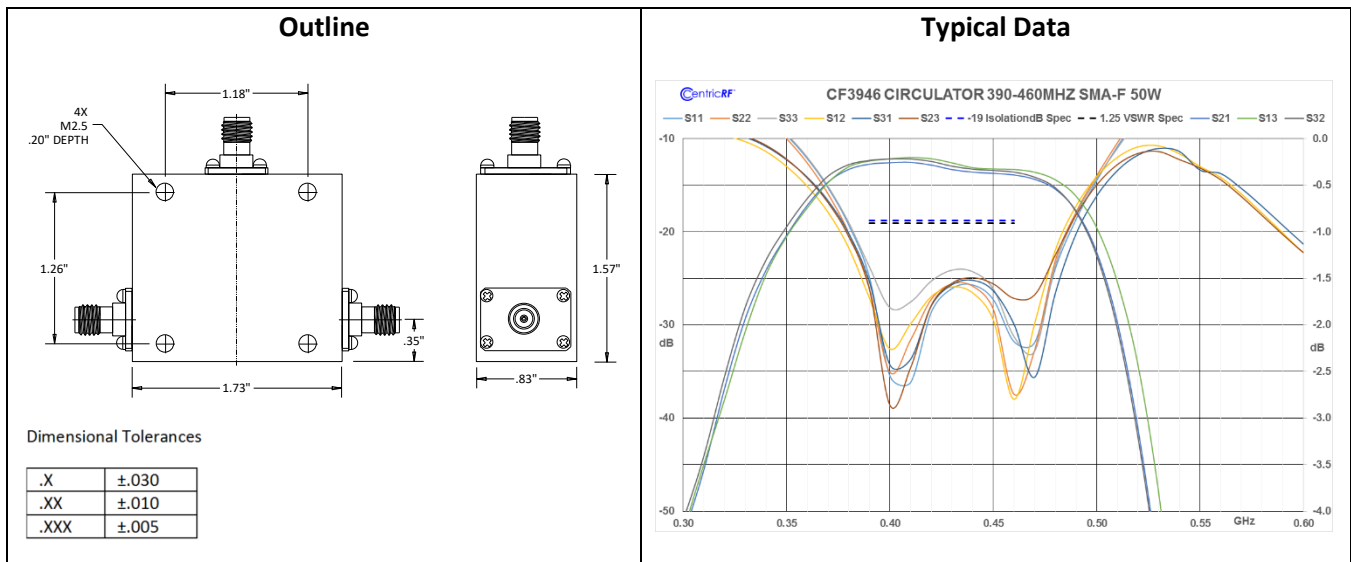 Outline
1.18"
4X
M2.5
.20" DEPTH
1.26"
.35"
1.73"
1.57"
.83"
Dimensional Tolerances
.X ±.030
.XX ±.010
.XXX ±.005
Typical Data
CentricRF
CF3946 CIRCULATOR 390-460MHZ SMA-F 50W
S11 S22 S33 S12 S31 S23 -19 IsolationdB Spec 1.25 VSWR Spec S21 S13 S32
-10
-20
-30
dB
-40
-50
0.0
-0.5
-1.0
-1.5
-2.0
dB
-2.5
-3.0
-3.5
-4.0
0.30 0.35 0.40 0.45 0.50 0.55 GHz 0.60